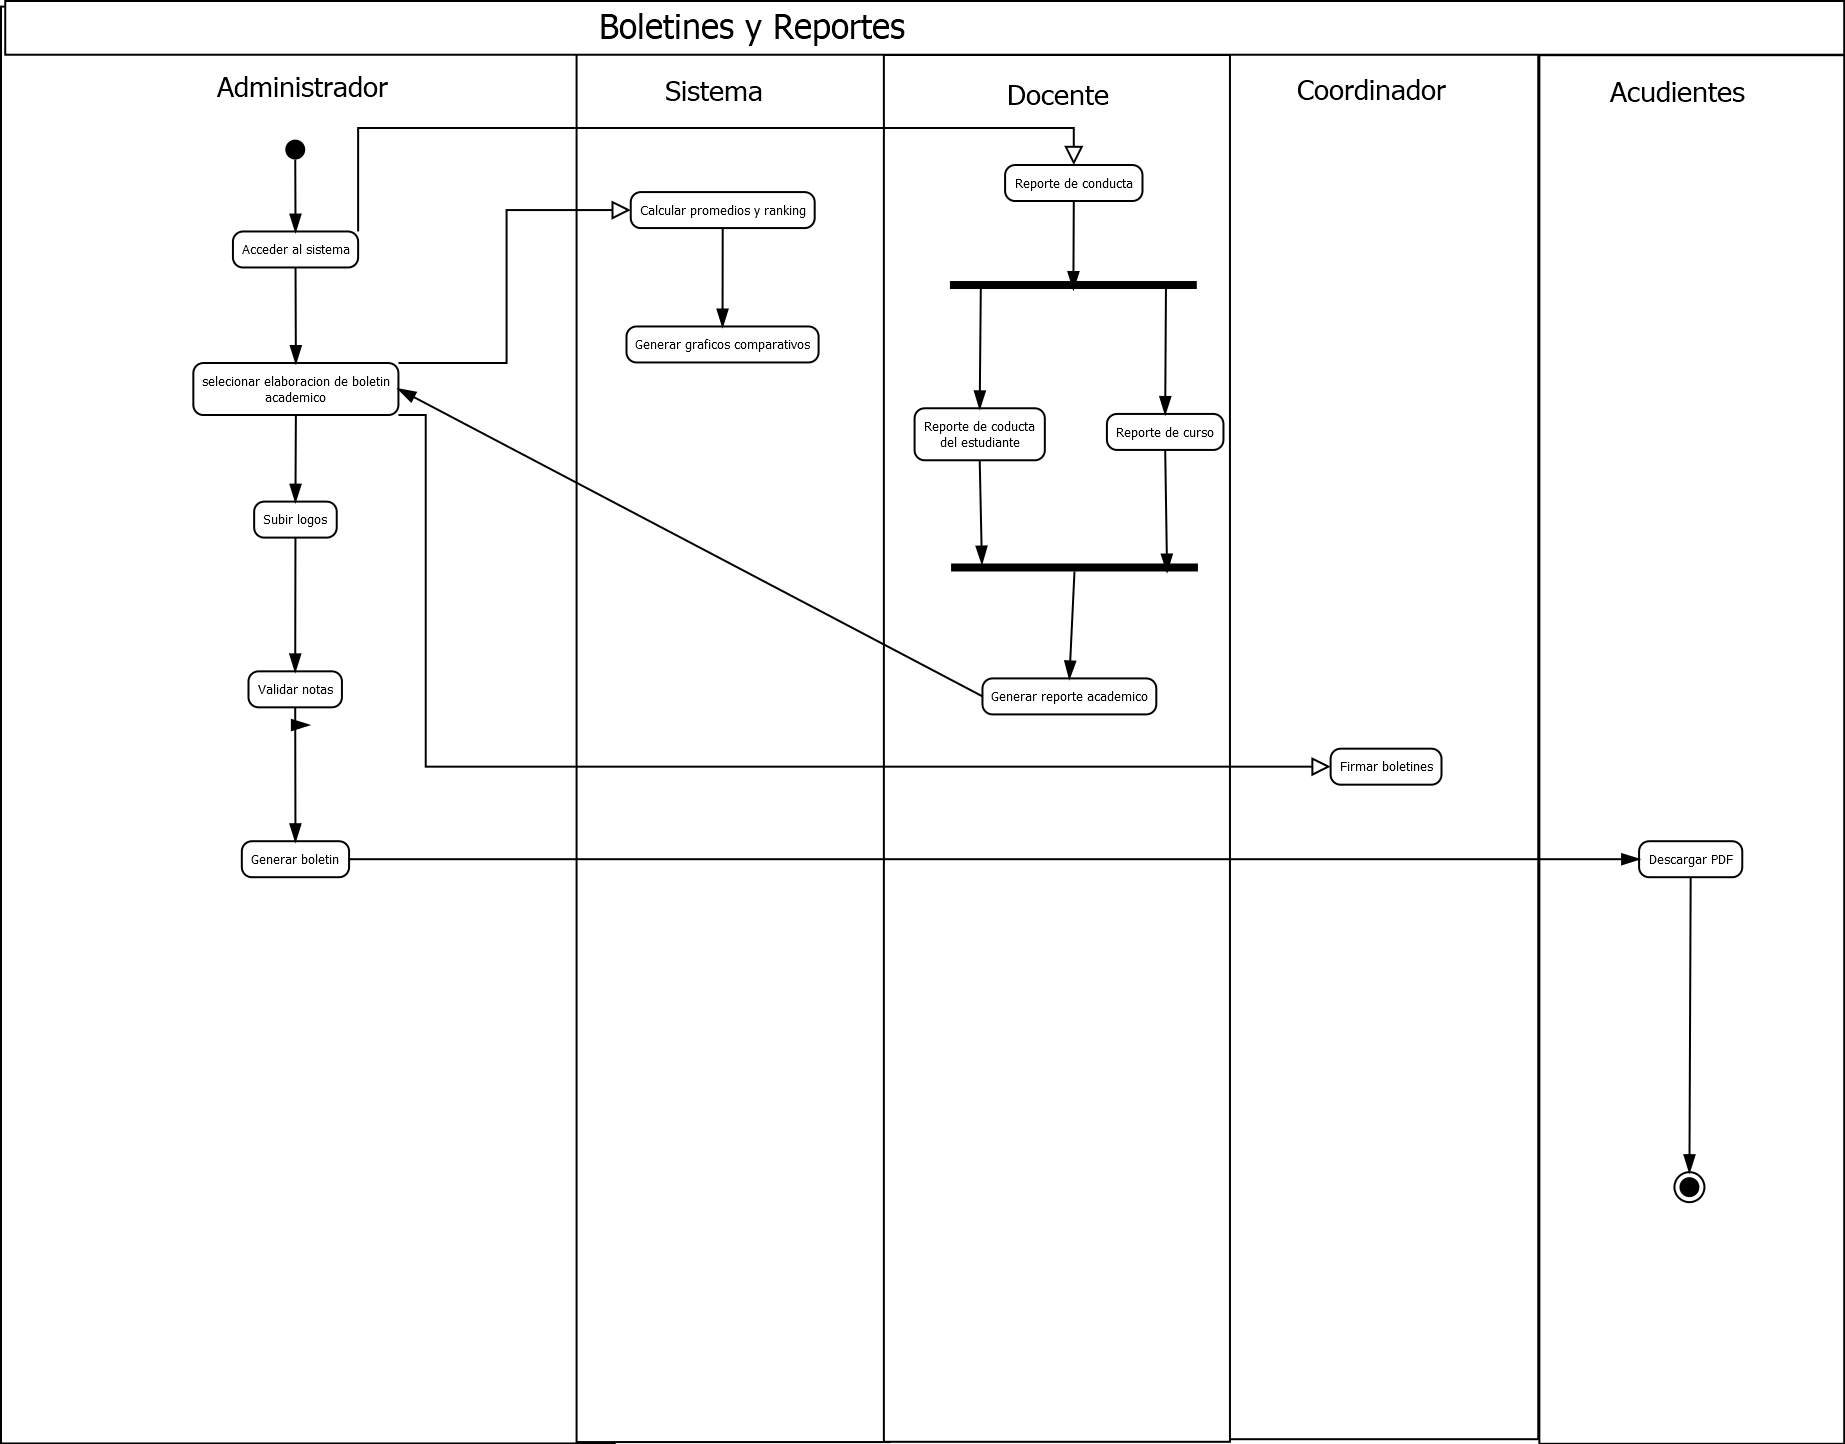 Boletines y Reportes
Administrador
Sistema
Docente
Coordinador
Acudientes
Reporte de conducta
Calcular promedios y ranking
Acceder al sistema
Generar graficos comparativos
selecionar elaboracion de boletin
academico
Reporte de coducta
del estudiante
Reporte de curso
Subir logos
Validar notas
Generar reporte academico
Firmar boletines
Generar boletin
Descargar PDF